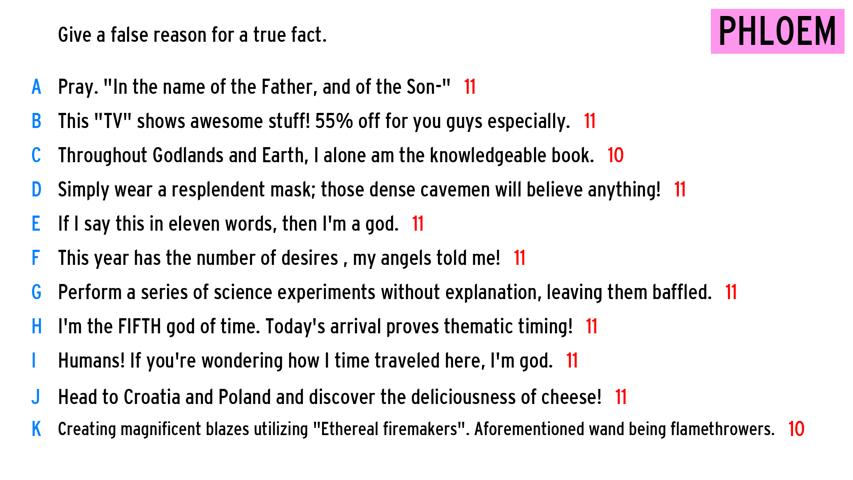 Give a false reason for a true fact.
PHLOEM
A Pray. "In the name of the Father, and of the Son-" 11
B This "TV" shows awesome stuff! 55% off for you guys especially. 11
C Throughout Godlands and Earth, I alone am the knowledgeable book. 10
D Simply wear a resplendent mask; those dense cavemen will believe anything! 11
E If I say this in eleven words, then I'm a god. 11
F This year has the number of desires , my angels told me! 11
G Perform a series of science experiments without explanation, leaving them baffled. 11
H I'm the FIFTH god of time. Today's arrival proves thematic timing! 11
I Humans! If you're wondering how I time traveled here, I'm god. 11
J Head to Croatia and Poland and discover the deliciousness of cheese! 11
K Creating magnificent blazes utilizing "Ethereal firemakers". Aforementioned wand being flamethrowers. 10